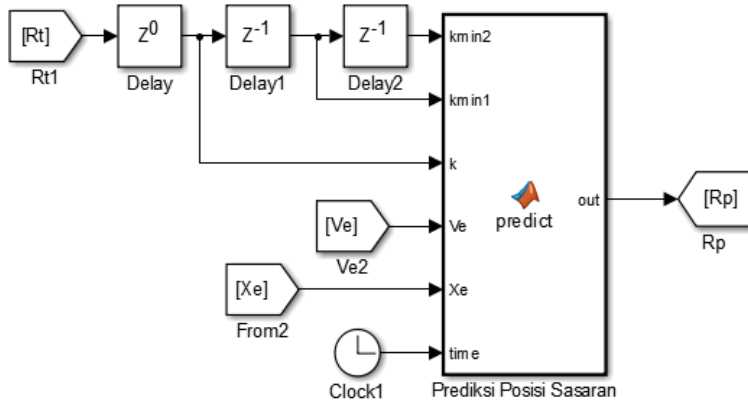 [Rt]
Rt1
Z0
Delay
Z-1
Delay1
Z-1
Delay2
kmin2
kmin1
k
Ve
Xe
time
predict
out
Prediksi Posisi Sasaran
[Ve]
Ve2
[Xe]
From2
Clock1
[Rp]
Rp